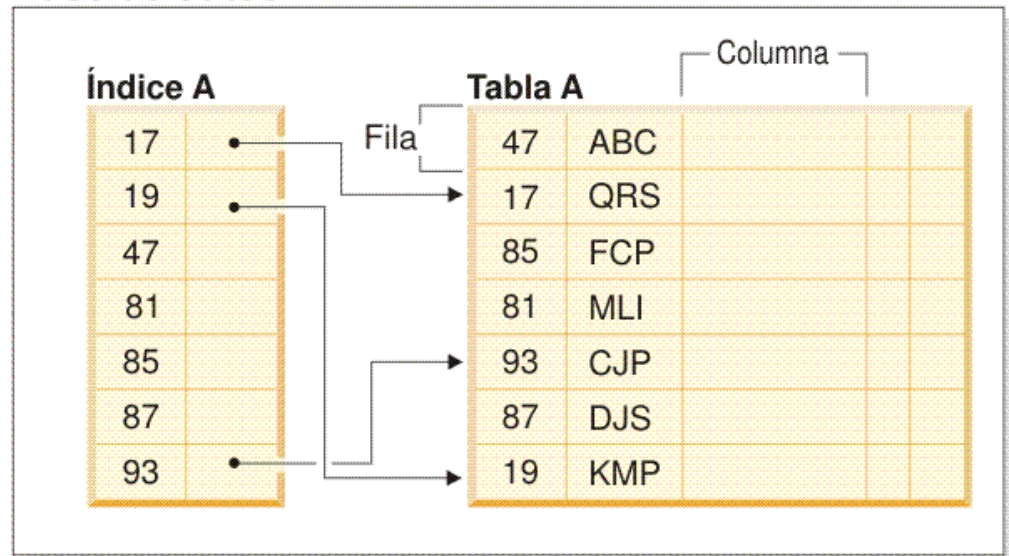 Columna
Índice A
Tabla A
Fila
17
19
47
81
85
87
93
47 ABC
17 QRS
85 FCP
81 MLI
93 CJP
87 DJS
19 KMP